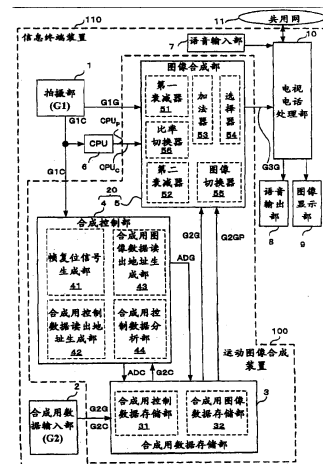 110
11
共用网
信息终端装置
7
语音输入部
10
1
拍摄部
(G1)
G1G
G1C
G1C
CPU
6
CPUp
CPUc
图像合成部
第一
衰减器
51
加法器
53
选择器
54
比率
切换器
56
第二
衰减器
52
图像
切换器
55
电视
电话
处理部
G3G
语音
输出部
8
图像
显示部
9
20
4
5
合成控制部
帧复位信号
生成部
41
合成用图
像数据读
出地址生
成部
43
合成用控制
数据读出地
址生成部
42
合成用控
制数据分
析部
44
ADG
G2G
G2GP
ADC
G2C
100
运动图像合成
装置
2
合成用数
据输入部
(G2)
G2G
G2C
3
合成用控
制数据存
储部
31
合成用图
像数据存
储部
32
合成用数据存储部